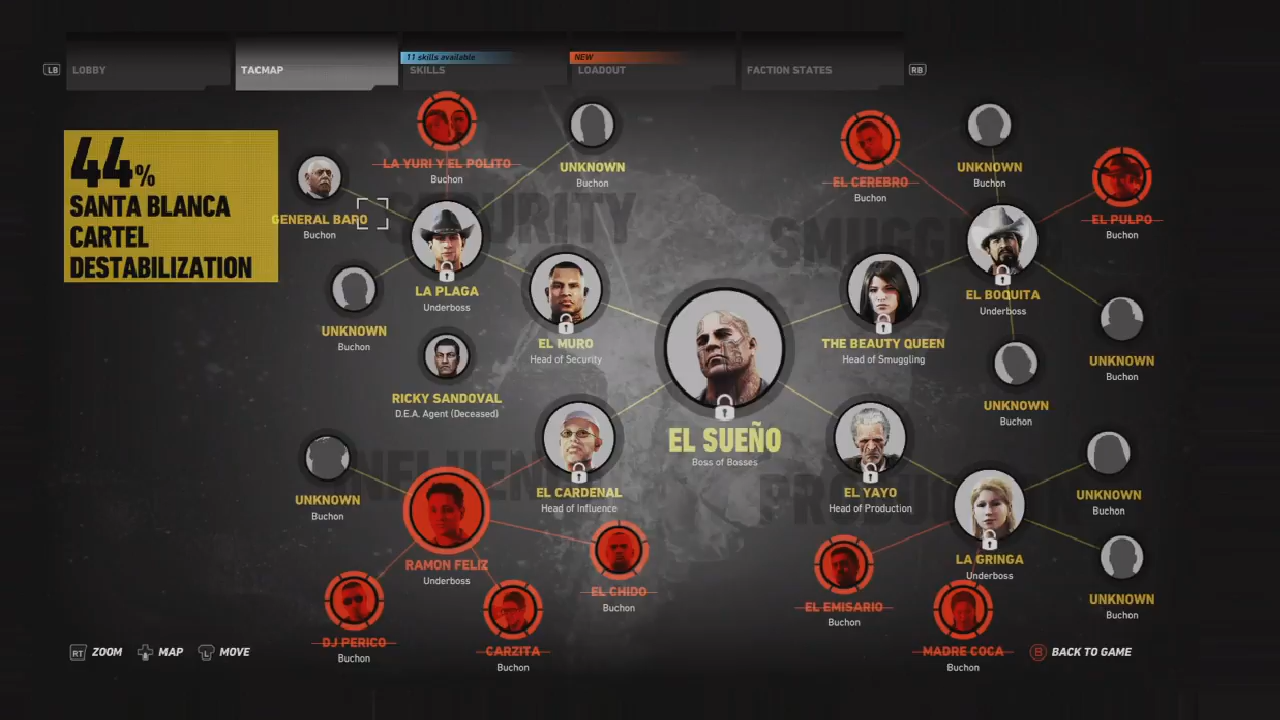 LB
LOBBY
TACMAP
11 skills available
SKILLS
NEW
LOADOUT
FACTION STATES
RB
44%
SANTA BLANCA
CARTEL
DESTABILIZATION
SECURITY
SMUGGLING
INFLUENCE
PRODUCTION
LA YURI Y EL POLITO
Buchon
UNKNOWN
Buchon
GENERAL BARO
Buchon
LA PLAGA
Underboss
UNKNOWN
Buchon
EL MURO
Head of Security
RICKY SANDOVAL
D.E.A. Agent (Deceased)
EL CEREBRO
Buchon
UNKNOWN
Buchon
EL PULPO
Buchon
EL BOQUITA
Underboss
THE BEAUTY QUEEN
Head of Smuggling
UNKNOWN
Buchon
UNKNOWN
Buchon
EL SUEÑO
Boss of Bosses
UNKNOWN
Buchon
EL CARDENAL
Head of Influence
RAMON FELIZ
Underboss
EL CHIDO
Buchon
DJ PERICO
Buchon
CARZITA
Buchon
EL YAYO
Head of Production
UNKNOWN
Buchon
LA GRINGA
Underboss
UNKNOWN
Buchon
EL EMISARIO
Buchon
MADRE COCA
Buchon
RT ZOOM
MAP
L MOVE
B BACK TO GAME